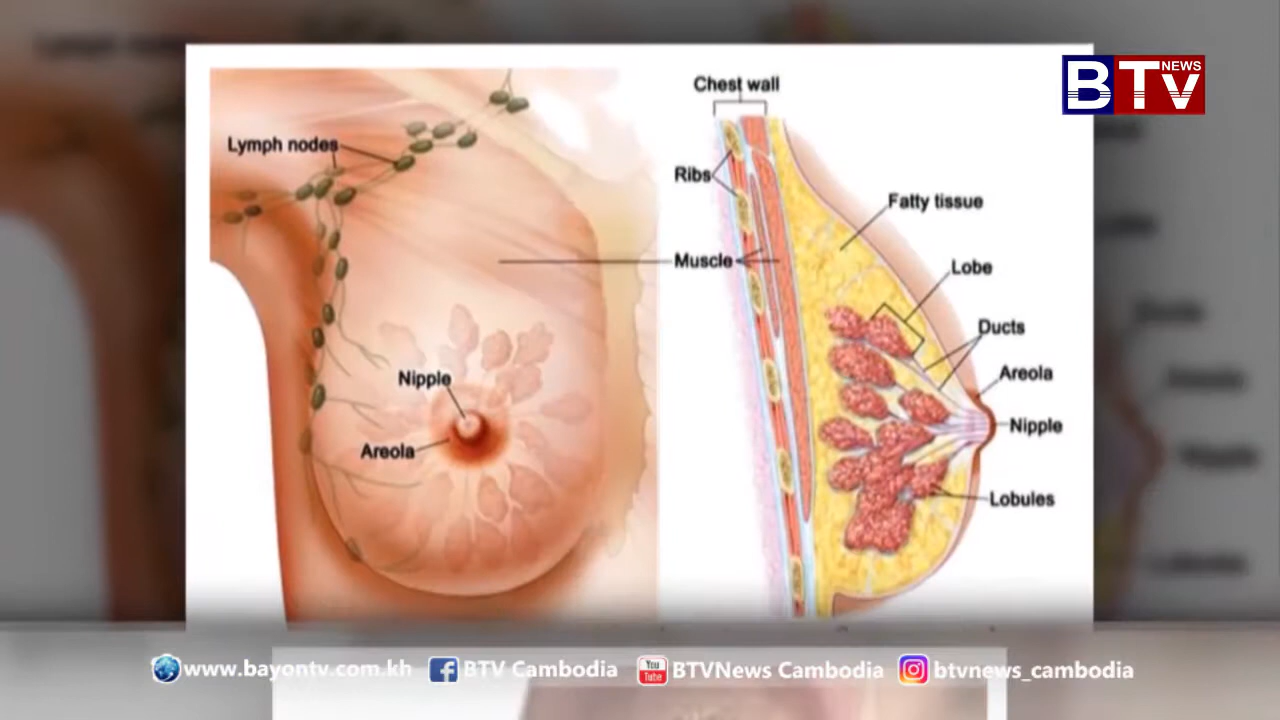 BTV NEWS
Chest wall
Lymph nodes
Ribs
Fatty tissue
Muscle
Lobe
Ducts
Nipple
Areola
Areola
Nipple
Lobules
www.bayontv.com.kh BTV Cambodia You Tube BTVNews Cambodia btvnews_cambodia